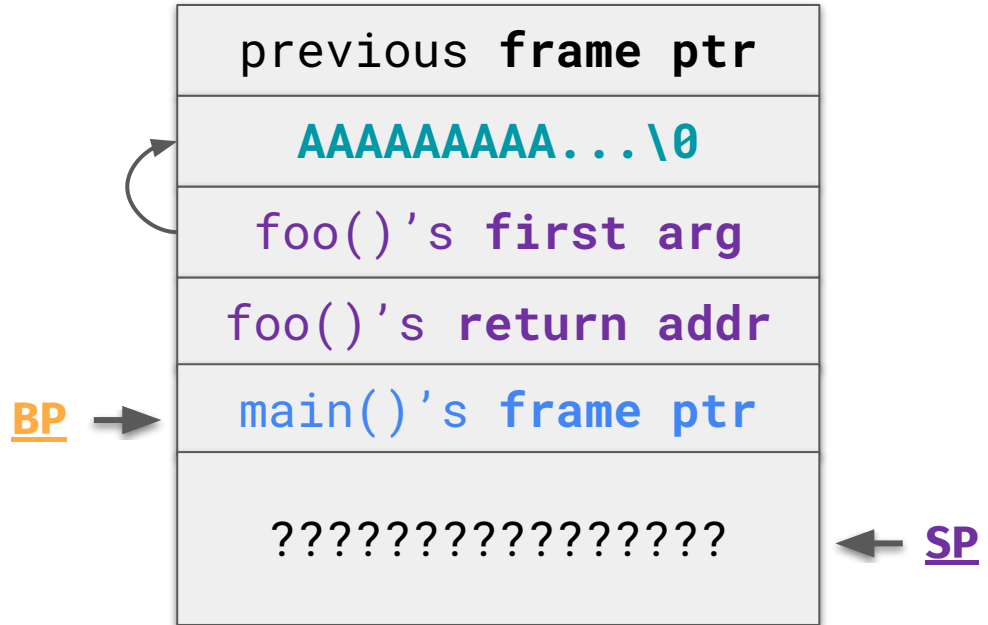 previous frame ptr
AAAAAAAAA...\0
foo()’s first arg
foo()’s return addr
BP
main()’s frame ptr
????????????????
SP